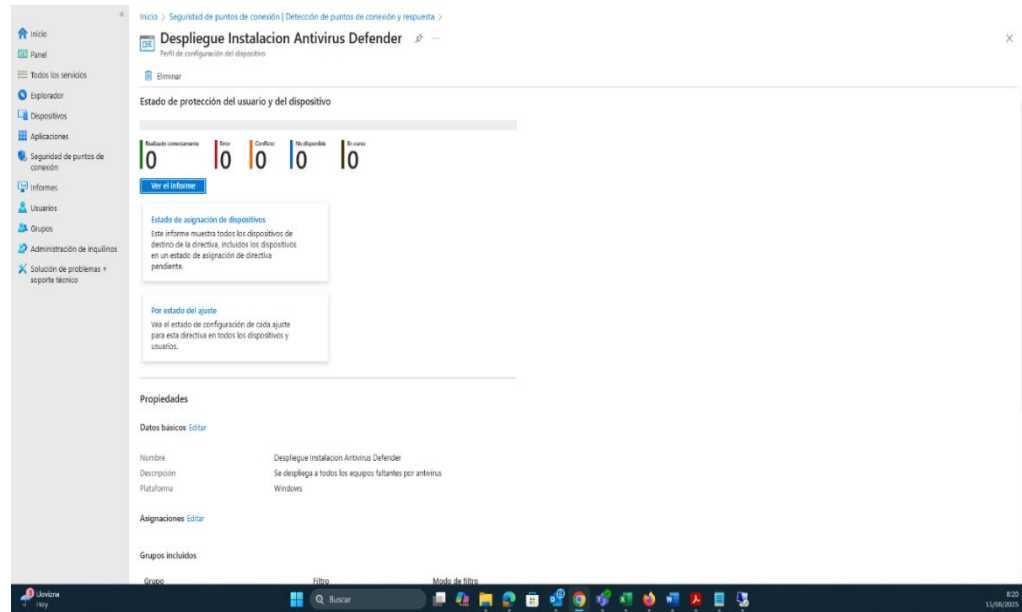 Inicio > Seguridad de puntos de conexión | Detección de puntos de conexión y respuesta >
Despliegue Instalacion Antivirus Defender
Perfil de configuración del dispositivo
Inicio
Panel
Todos los servicios
Explorador
Dispositivos
Aplicaciones
Seguridad de puntos de
conexión
Informes
Usuarios
Grupos
Administración de inquilinos
Solución de problemas +
soporte técnico
Eliminar
Estado de protección del usuario y del dispositivo
Realizado correctamente
0
Error
0
Conflicto
0
No disponible
0
En curso
0
Ver el informe
Estado de asignación de dispositivos
Este informe muestra todos los dispositivos de
destino de la directiva, incluidos los dispositivos
en un estado de asignación de directiva
pendiente.
Por estado del ajuste
Vea el estado de configuración de cada ajuste
para esta directiva en todos los dispositivos y
usuarios.
Propiedades
Datos básicos Editar
Nombre Despliegue Instalacion Antivirus Defender
Descripción Se despliega a todos los equipos faltantes por antivirus
Plataforma Windows
Asignaciones Editar
Grupos incluidos
Grupo Filtro Modo de filtro
Llovizna
Hoy
Buscar
8:20